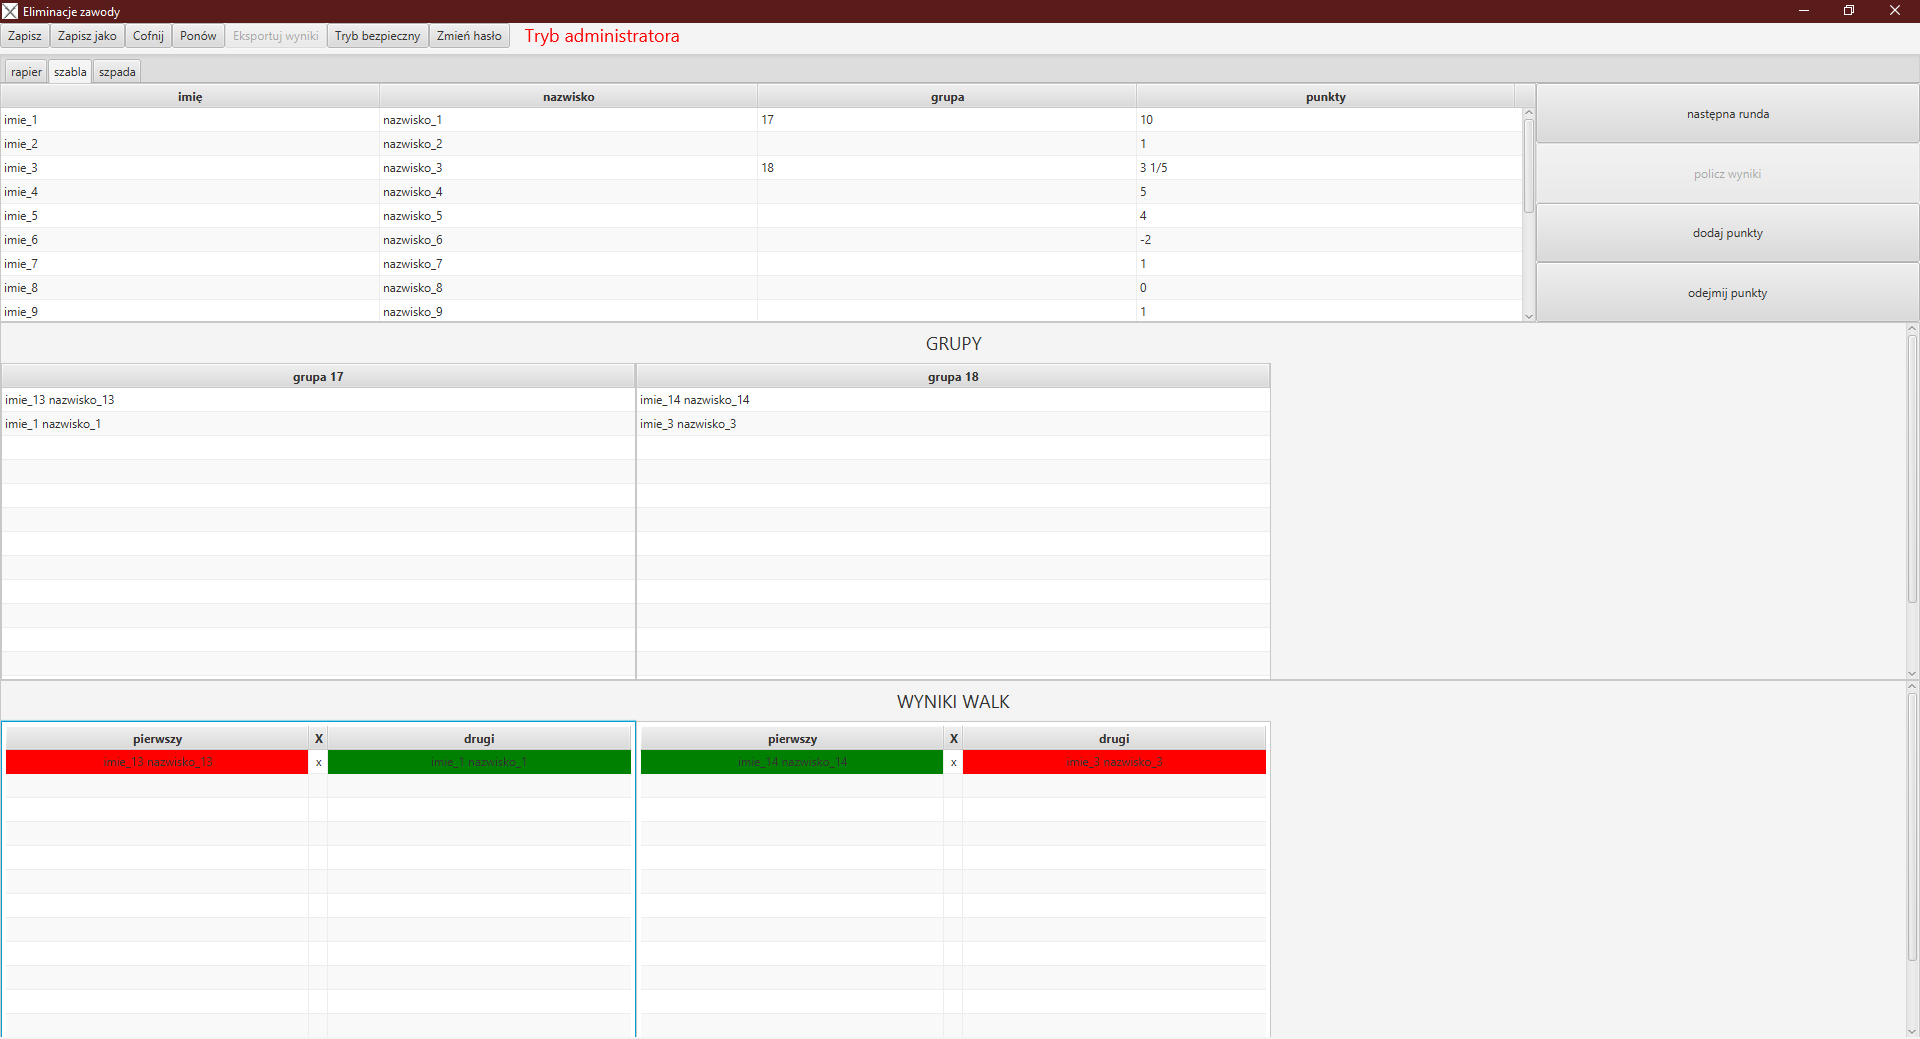 Eliminacje zawody
Zapisz Zapisz jako Cofnij Ponów Eksportuj wyniki Tryb bezpieczny Zmień hasło Tryb administratora
rapier szabla szpada
imię nazwisko grupa punkty
imie_1 nazwisko_1 17 10
imie_2 nazwisko_2 1
imie_3 nazwisko_3 18 3 1/5
imie_4 nazwisko_4 5
imie_5 nazwisko_5 4
imie_6 nazwisko_6 -2
imie_7 nazwisko_7 1
imie_8 nazwisko_8 0
imie_9 nazwisko_9 1
następna runda
policz wyniki
dodaj punkty
odejmij punkty
GRUPY
grupa 17 grupa 18
imie_13 nazwisko_13 imie_14 nazwisko_14
imie_1 nazwisko_1 imie_3 nazwisko_3
WYNIKI WALK
pierwszy X drugi pierwszy X drugi
imie_13 nazwisko_13 x imie_1 nazwisko_1 imie_14 nazwisko_14 x imie_3 nazwisko_3